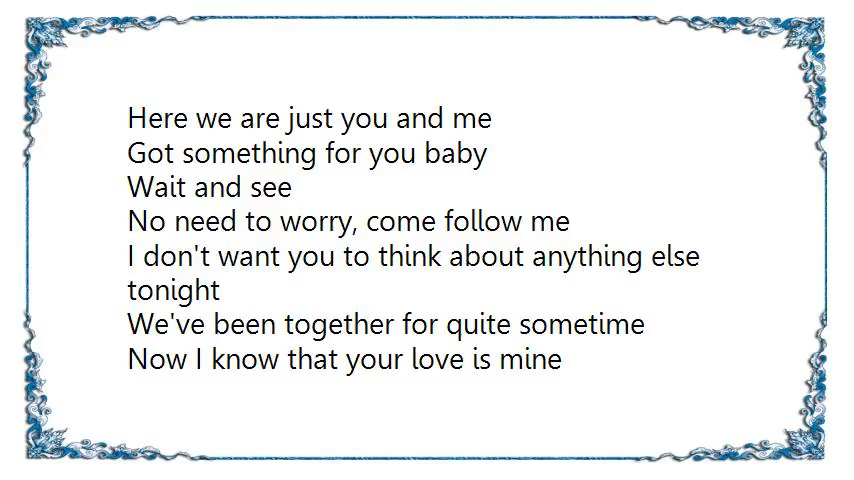 Here we are just you and me
Got something for you baby
Wait and see
No need to worry, come follow me
I don't want you to think about anything else
tonight
We've been together for quite sometime
Now I know that your love is mine